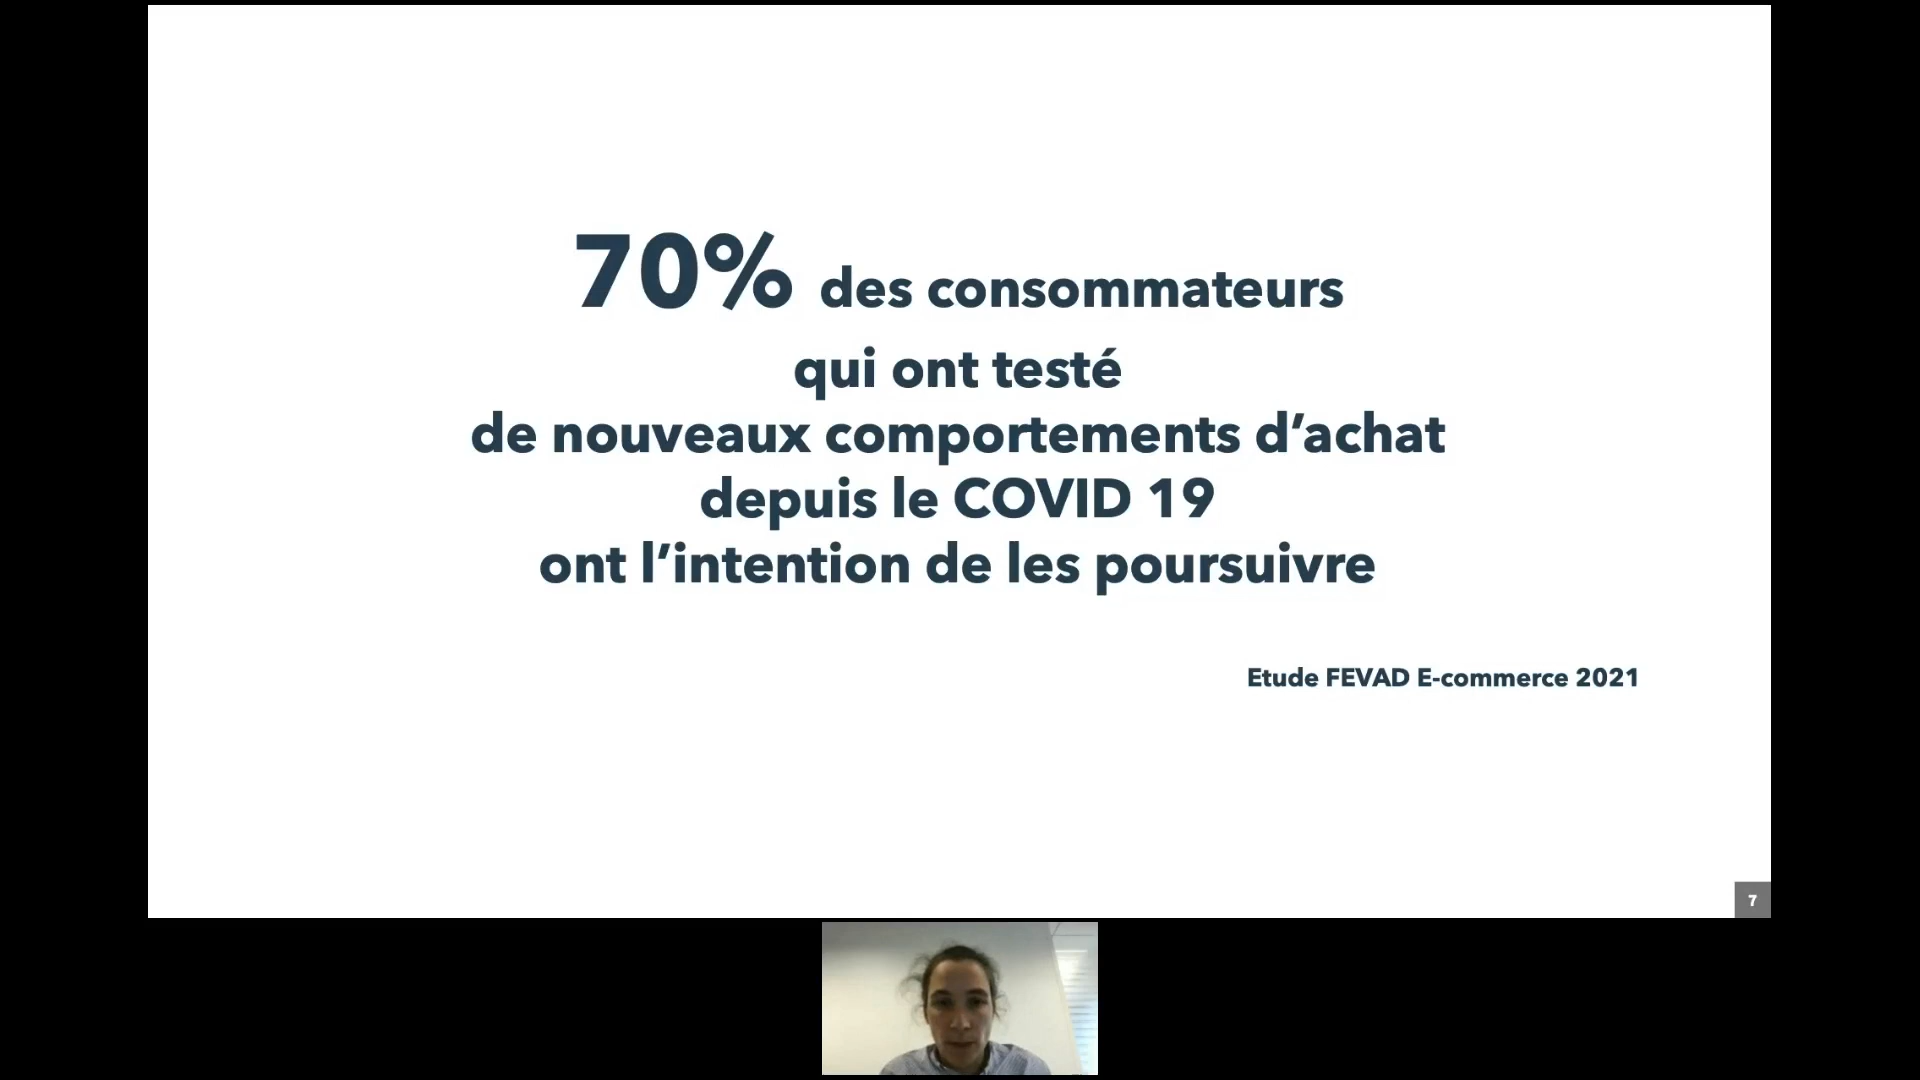 70% des consommateurs
qui ont testé
de nouveaux comportements d’achat
depuis le COVID 19
ont l’intention de les poursuivre
Etude FEVAD E-commerce 2021
7